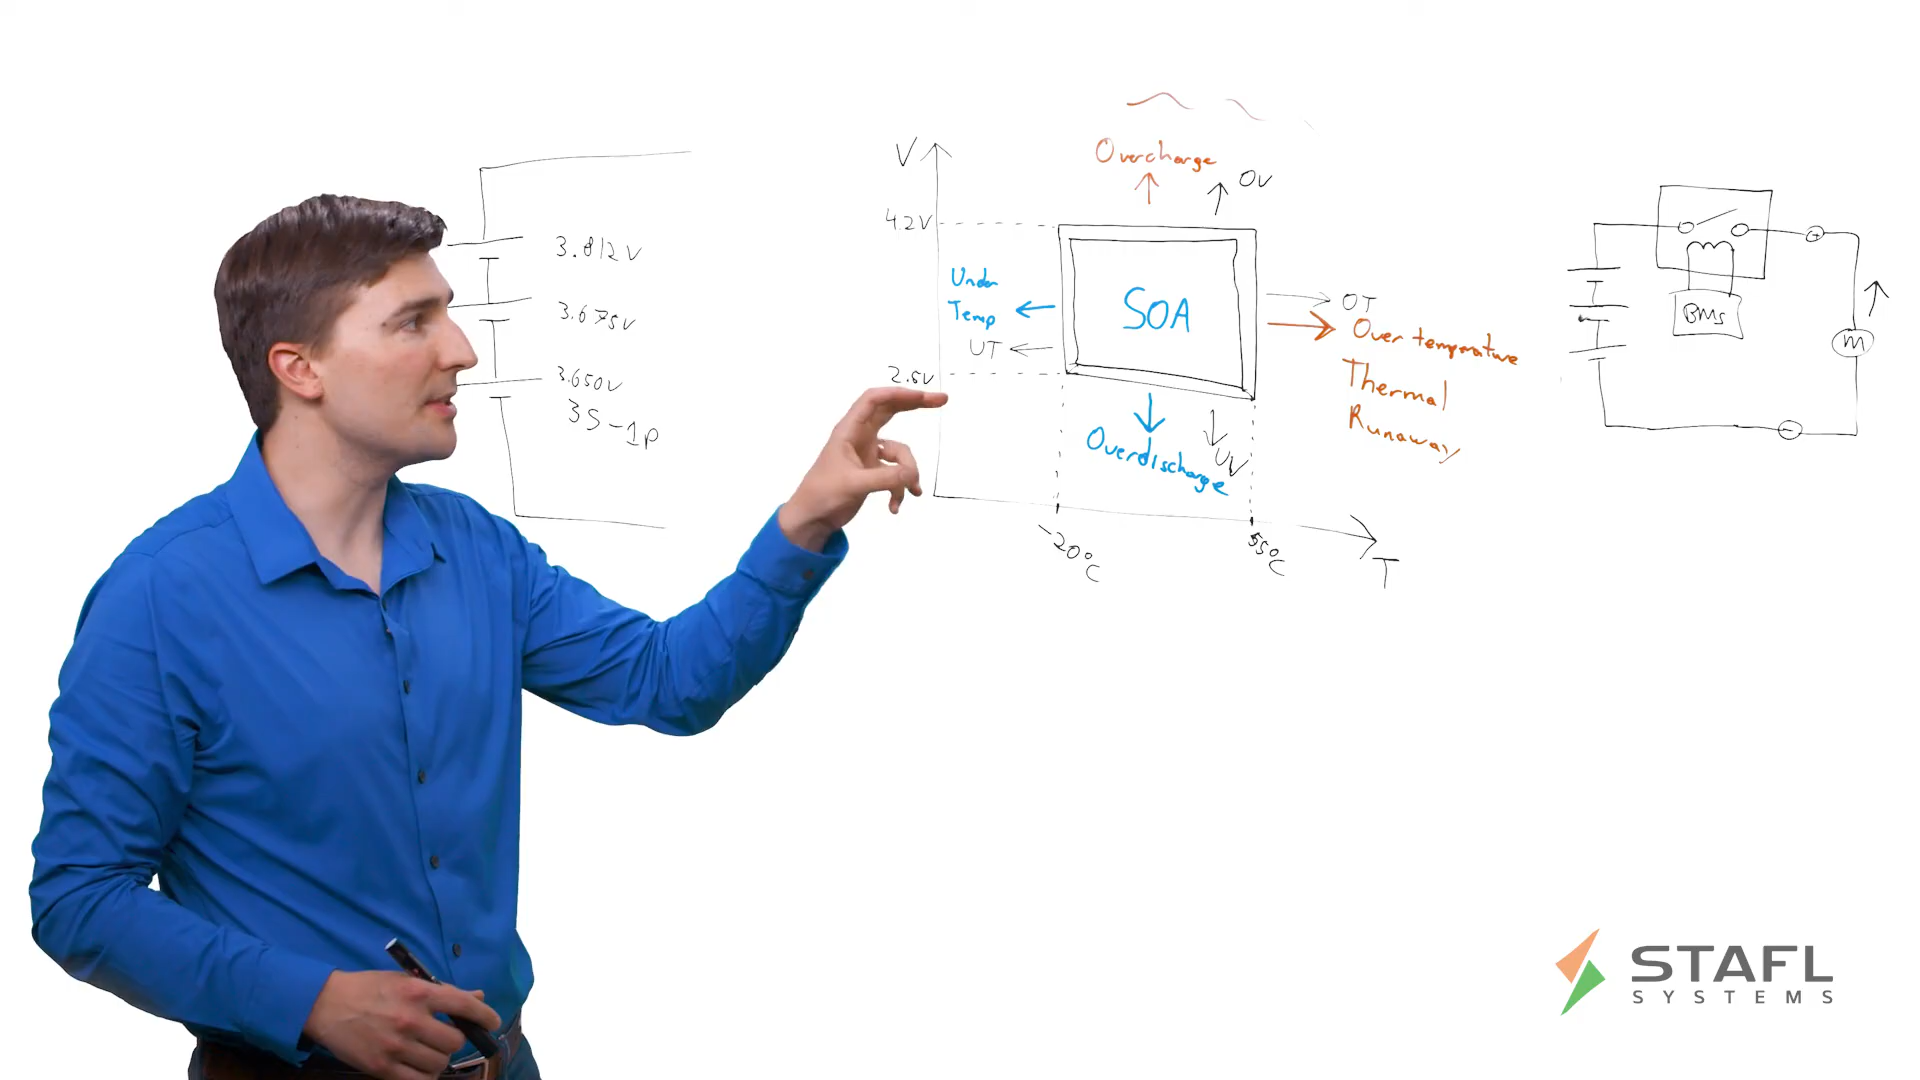 3.812V
3.675V
3.650V
3S-1P
V
4.2V
2.5V
Overcharge
OV
Under
Temp
UT
SOA
OT
Over temperature
Thermal
Runaway
Overdischarge
UV
-20°C
55°C
T
BMS
+
M
-
STAFL
SYSTEMS